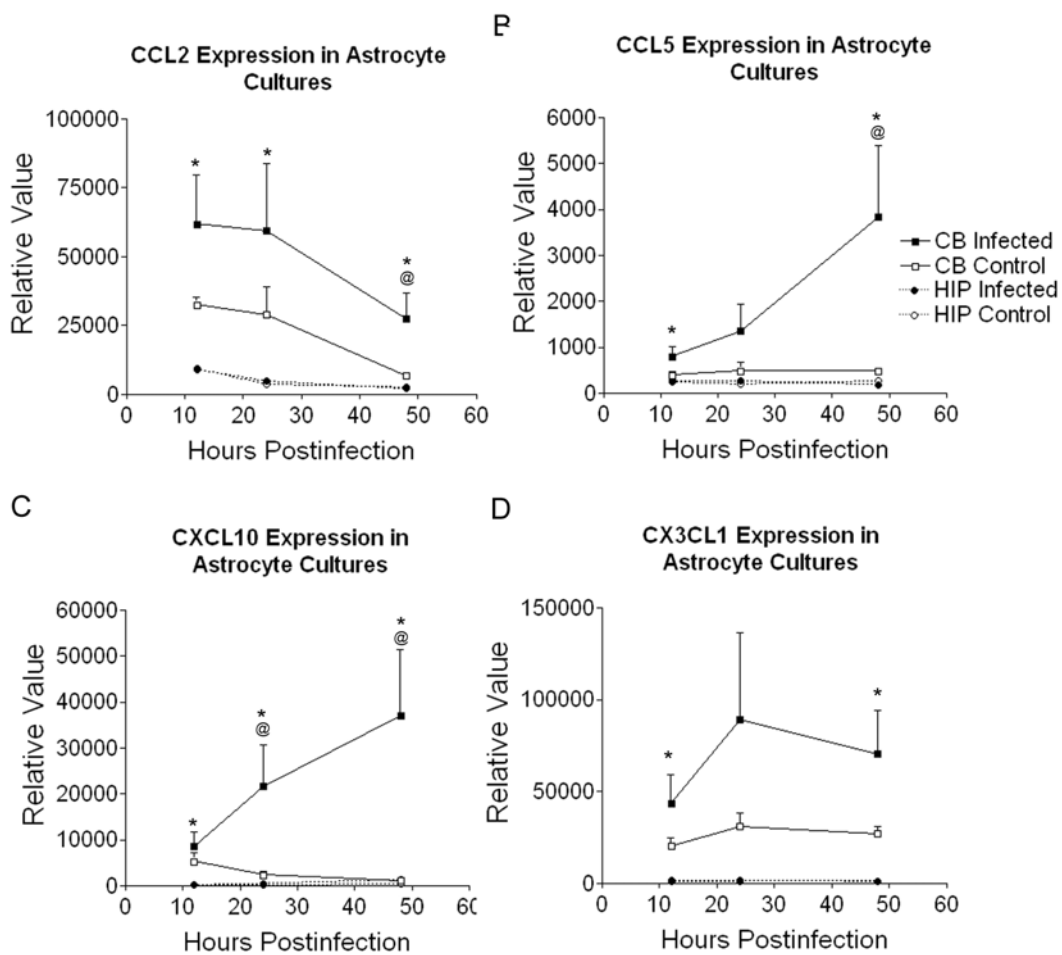 B
CCL2 Expression in Astrocyte
Cultures
100000
75000
50000
25000
0
Relative Value
*
*
*
@
0 10 20 30 40 50 60
Hours Postinfection
CCL5 Expression in Astrocyte
Cultures
6000
5000
4000
3000
2000
1000
0
Relative Value
*
*
@
0 10 20 30 40 50 60
Hours Postinfection
CB Infected
CB Control
HIP Infected
HIP Control
C
CXCL10 Expression in
Astrocyte Cultures
60000
50000
40000
30000
20000
10000
0
Relative Value
*
*
@
*
@
0 10 20 30 40 50 60
Hours Postinfection
D
CX3CL1 Expression in
Astrocyte Cultures
150000
100000
50000
0
Relative Value
*
*
0 10 20 30 40 50 60
Hours Postinfection